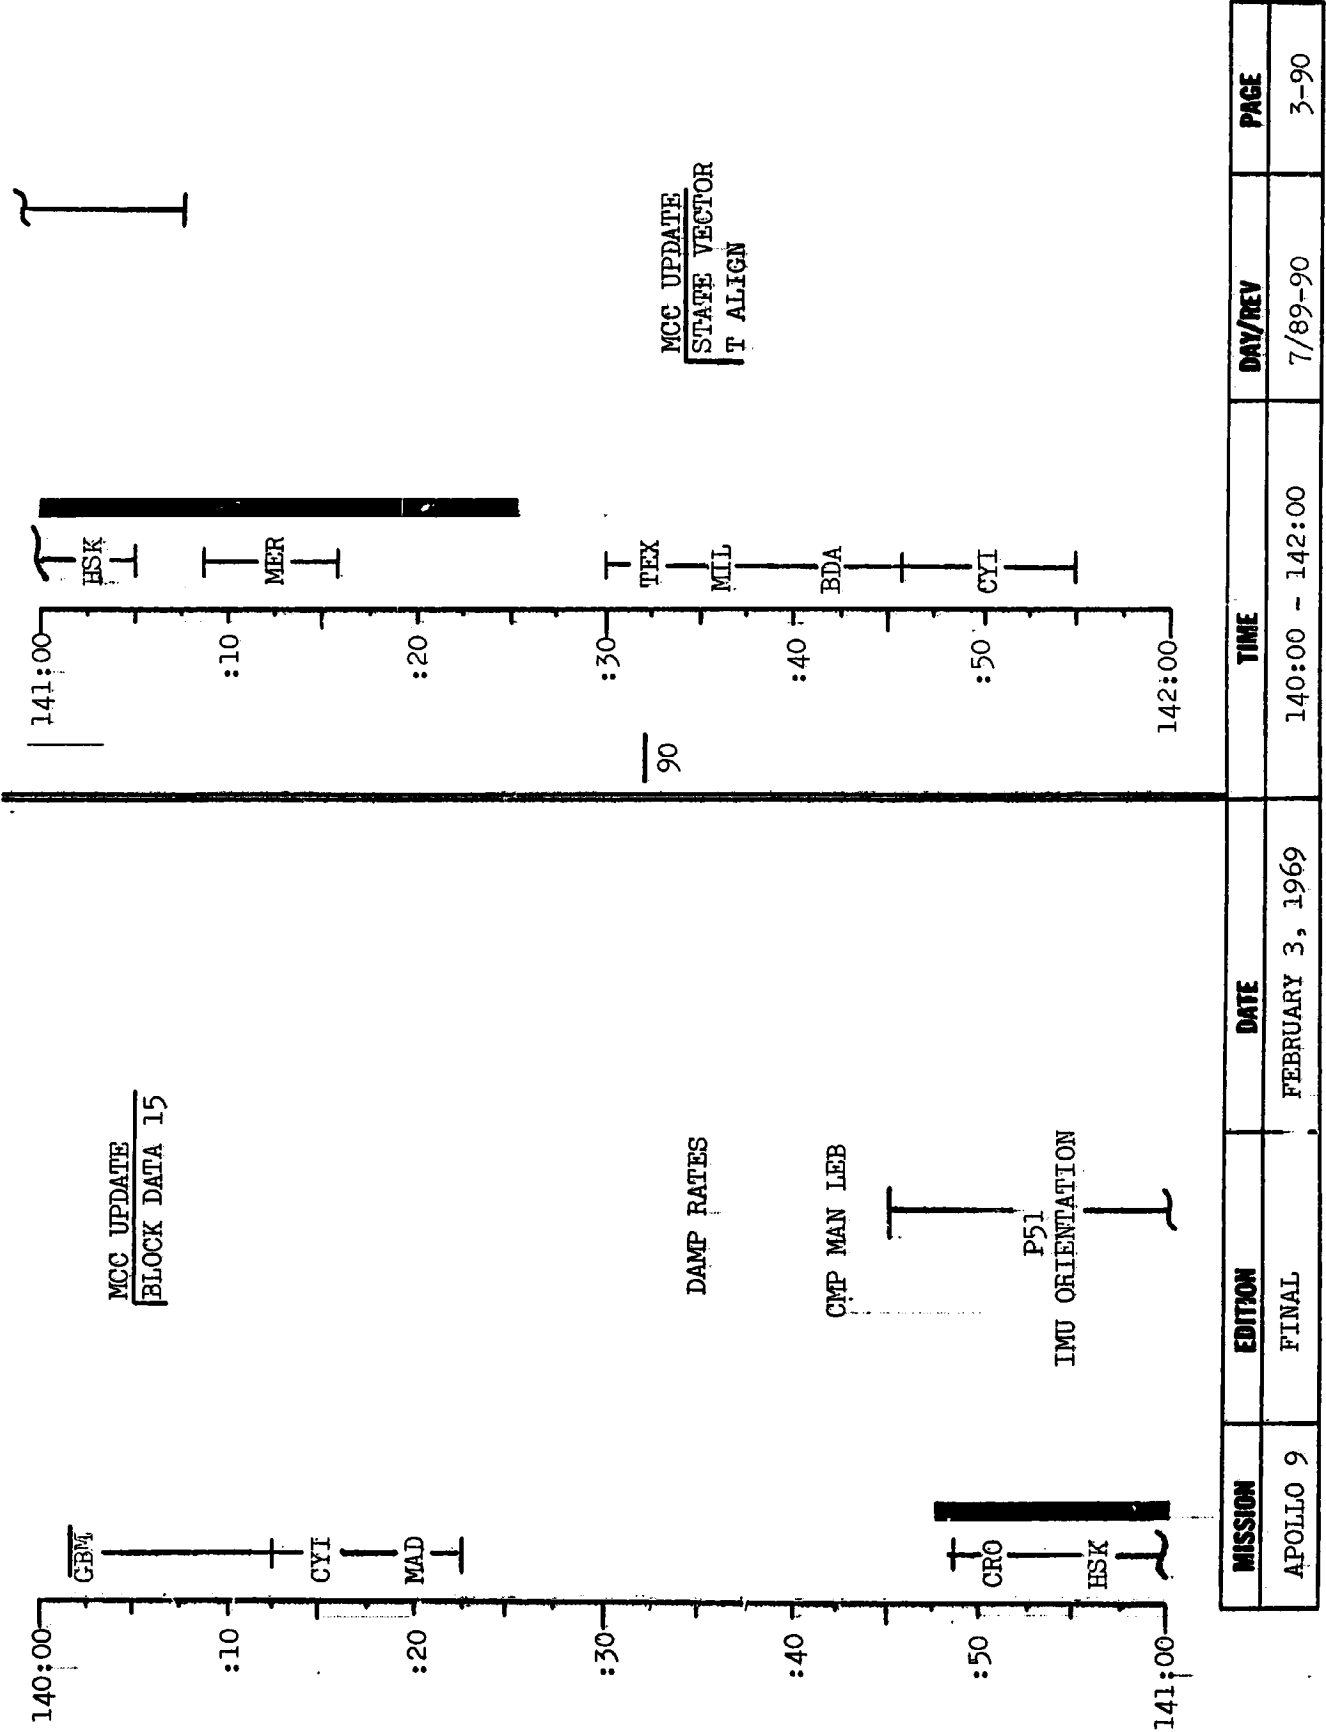 140:00
:10
:20
:30
:40
:50
141:00
GBM
CYI
MAD
CRO
HSK
MCC UPDATE
BLOCK DATA 15
DAMP RATES
CMP MAN LEB
P51
IMU ORIENTATION
141:00
:10
:20
:30
:40
:50
142:00
90
HSK
MER
TEX
MIL
BDA
CYI
MCC UPDATE
STATE VECTOR
T ALIGN
MISSION EDITION DATE TIME DAY/REV PAGE
APOLLO 9 FINAL FEBRUARY 3, 1969 140:00 - 142:00 7/89-90 3-90